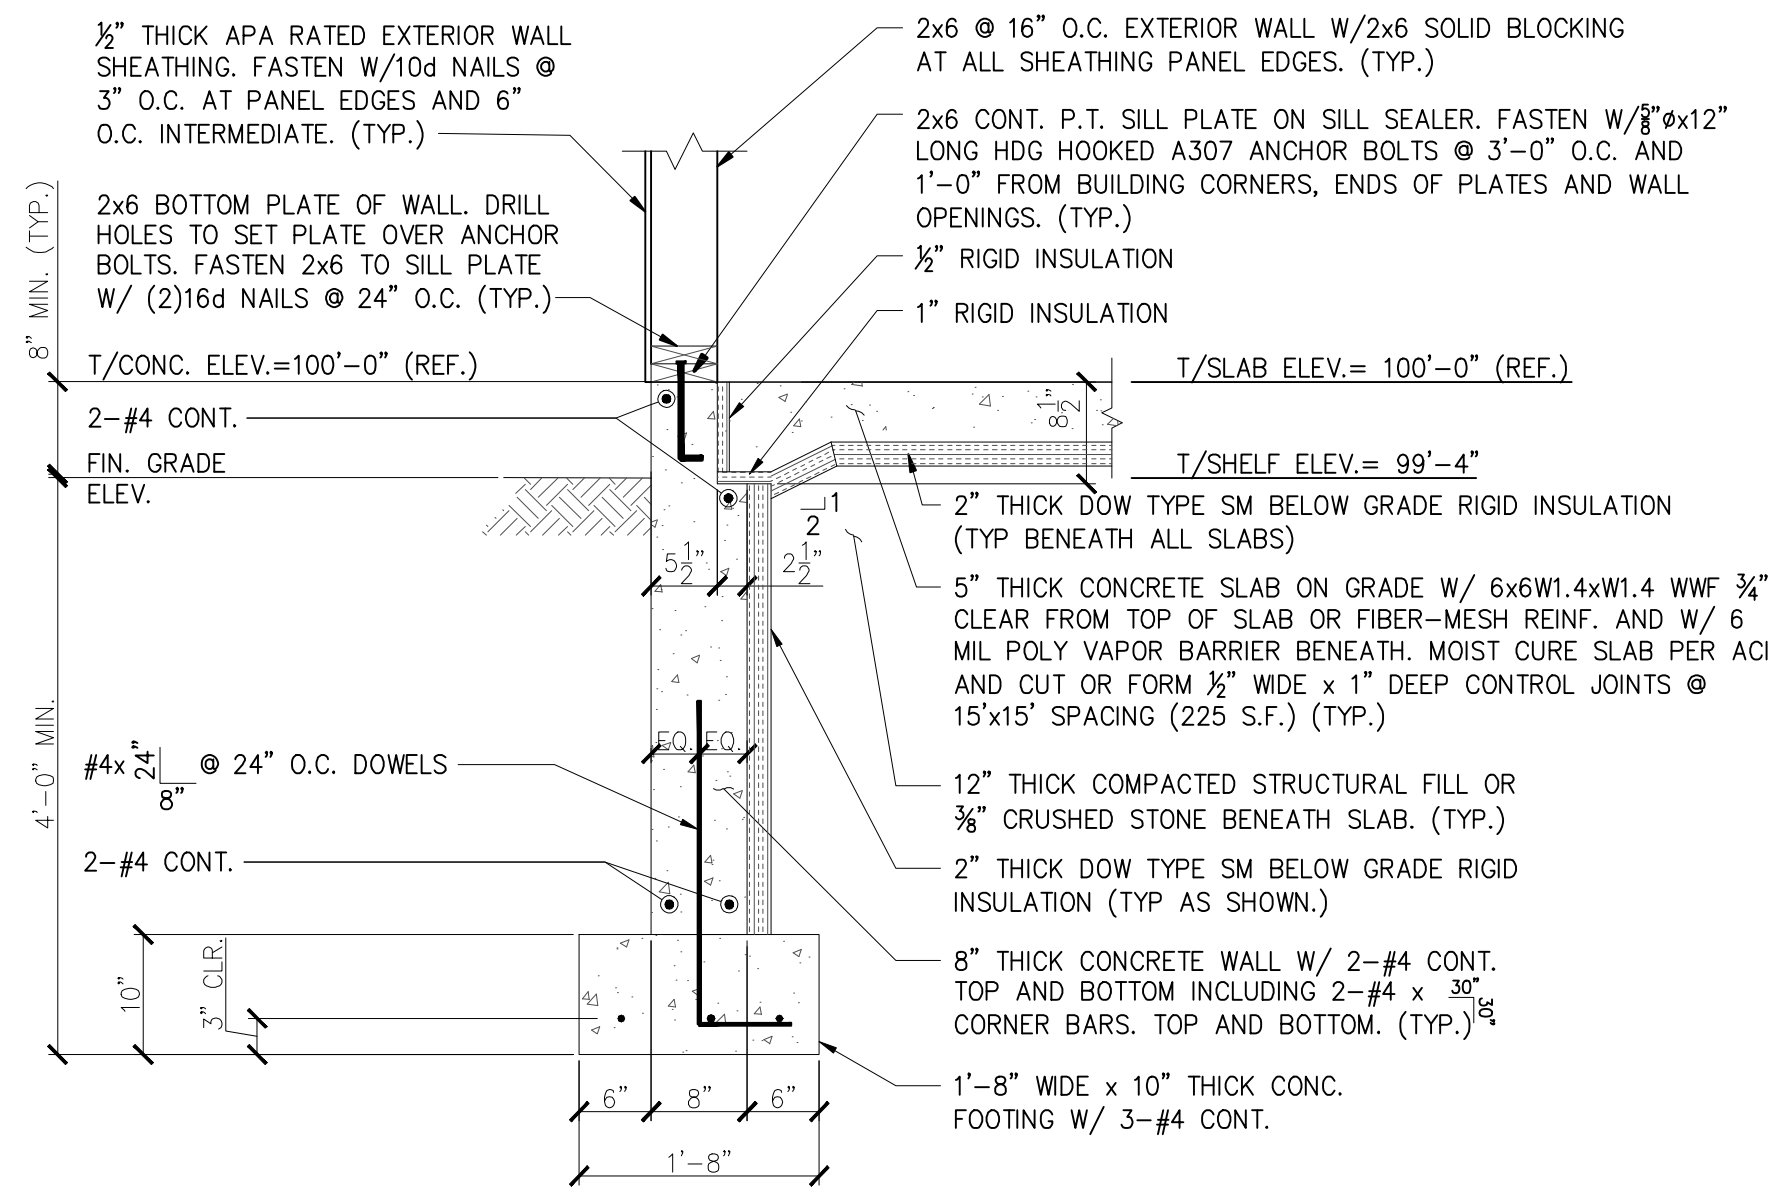 ½" THICK APA RATED EXTERIOR WALL
SHEATHING. FASTEN W/10d NAILS @
3" O.C. AT PANEL EDGES AND 6"
O.C. INTERMEDIATE. (TYP.)
2x6 BOTTOM PLATE OF WALL. DRILL
HOLES TO SET PLATE OVER ANCHOR
BOLTS. FASTEN 2x6 TO SILL PLATE
W/ (2)16d NAILS @ 24" O.C. (TYP.)
8" MIN. (TYP.)
T/CONC. ELEV.=100'-0" (REF.)
2-#4 CONT.
FIN. GRADE
ELEV.
4'-0" MIN.
#4x 24" 8" @ 24" O.C. DOWELS
2-#4 CONT.
10"
3" CLR.
5½"
2½"
EQ. EQ.
6" 8" 6"
1'-8"
2x6 @ 16" O.C. EXTERIOR WALL W/2x6 SOLID BLOCKING
AT ALL SHEATHING PANEL EDGES. (TYP.)
2x6 CONT. P.T. SILL PLATE ON SILL SEALER. FASTEN W/⅝"øx12"
LONG HDG HOOKED A307 ANCHOR BOLTS @ 3'-0" O.C. AND
1'-0" FROM BUILDING CORNERS, ENDS OF PLATES AND WALL
OPENINGS. (TYP.)
½" RIGID INSULATION
1" RIGID INSULATION
T/SLAB ELEV.= 100'-0" (REF.)
8½"
T/SHELF ELEV.= 99'-4"
1
2
2" THICK DOW TYPE SM BELOW GRADE RIGID INSULATION
(TYP BENEATH ALL SLABS)
5" THICK CONCRETE SLAB ON GRADE W/ 6x6W1.4xW1.4 WWF ¾"
CLEAR FROM TOP OF SLAB OR FIBER-MESH REINF. AND W/ 6
MIL POLY VAPOR BARRIER BENEATH. MOIST CURE SLAB PER ACI
AND CUT OR FORM ½" WIDE x 1" DEEP CONTROL JOINTS @
15'x15' SPACING (225 S.F.) (TYP.)
12" THICK COMPACTED STRUCTURAL FILL OR
⅜" CRUSHED STONE BENEATH SLAB. (TYP.)
2" THICK DOW TYPE SM BELOW GRADE RIGID
INSULATION (TYP AS SHOWN.)
8" THICK CONCRETE WALL W/ 2-#4 CONT.
TOP AND BOTTOM INCLUDING 2-#4 x 30" 30"
CORNER BARS. TOP AND BOTTOM. (TYP.)
1'-8" WIDE x 10" THICK CONC.
FOOTING W/ 3-#4 CONT.